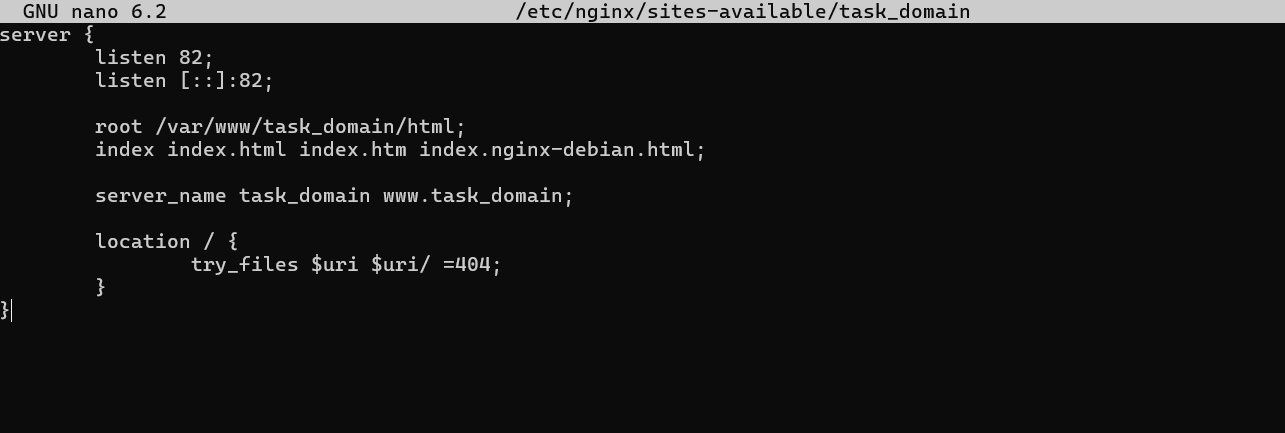 GNU nano 6.2 /etc/nginx/sites-available/task_domain
server {
        listen 82;
        listen [::]:82;

        root /var/www/task_domain/html;
        index index.html index.htm index.nginx-debian.html;

        server_name task_domain www.task_domain;

        location / {
                try_files $uri $uri/ =404;
        }
}